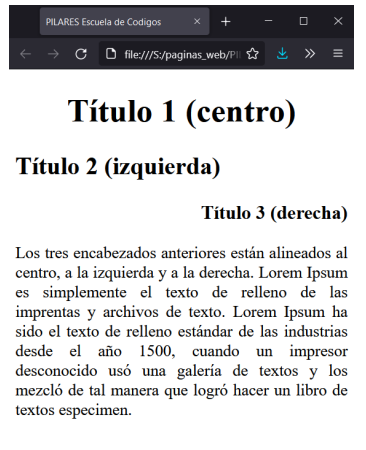 PILARES Escuela de Codigos
file:///S:/paginas_web/PI
Título 1 (centro)
Título 2 (izquierda)
Título 3 (derecha)
Los tres encabezados anteriores están alineados al
centro, a la izquierda y a la derecha. Lorem Ipsum
es simplemente el texto de relleno de las
imprentas y archivos de texto. Lorem Ipsum ha
sido el texto de relleno estándar de las industrias
desde el año 1500, cuando un impresor
desconocido usó una galería de textos y los
mezcló de tal manera que logró hacer un libro de
textos especimen.